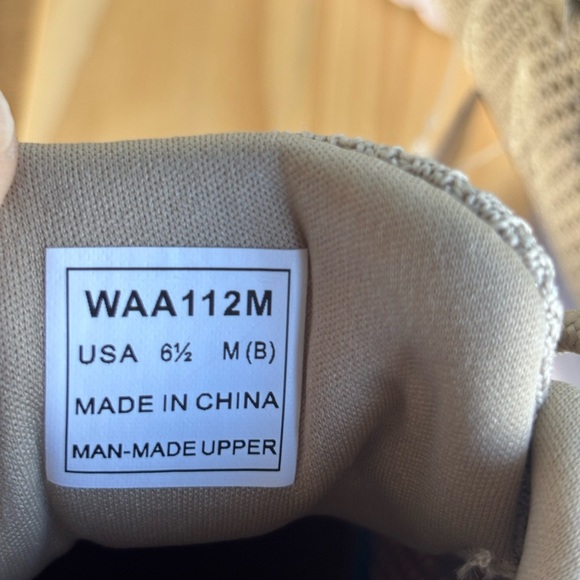 WAA112M
USA 6½ M (B)
MADE IN CHINA
MAN-MADE UPPER